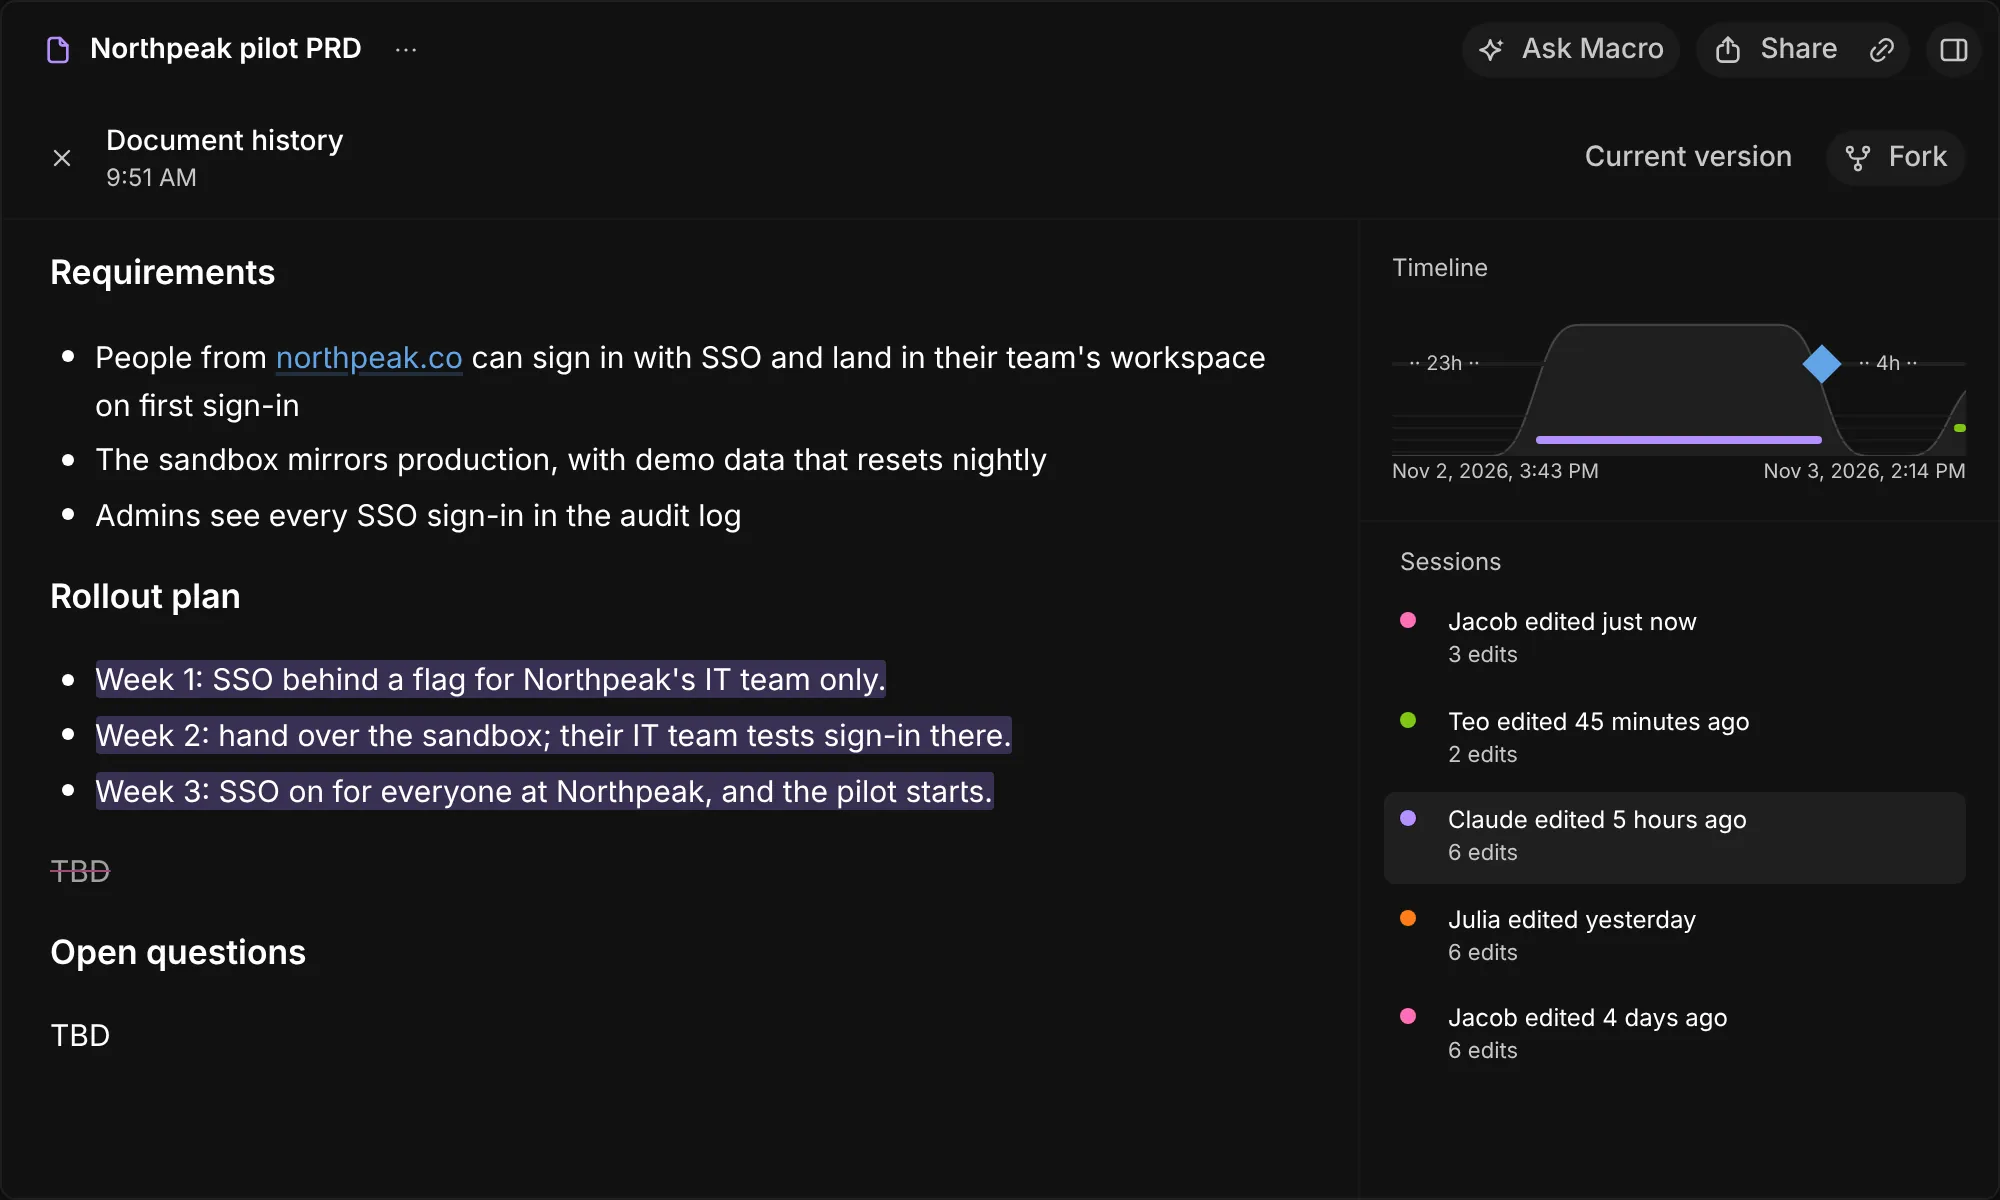 Northpeak pilot PRD
Ask Macro
Share
Document history
9:51 AM
Current version
Fork
Requirements
People from northpeak.co can sign in with SSO and land in their team's workspace
on first sign-in
The sandbox mirrors production, with demo data that resets nightly
Admins see every SSO sign-in in the audit log
Rollout plan
Week 1: SSO behind a flag for Northpeak's IT team only.
Week 2: hand over the sandbox; their IT team tests sign-in there.
Week 3: SSO on for everyone at Northpeak, and the pilot starts.
TBD
Open questions
TBD
Timeline
23h
4h
Nov 2, 2026, 3:43 PM
Nov 3, 2026, 2:14 PM
Sessions
Jacob edited just now
3 edits
Teo edited 45 minutes ago
2 edits
Claude edited 5 hours ago
6 edits
Julia edited yesterday
6 edits
Jacob edited 4 days ago
6 edits